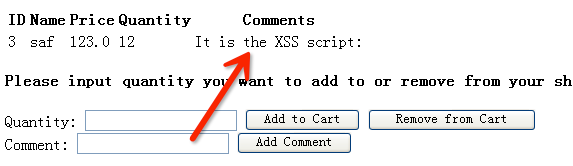 ID Name Price Quantity Comments
3 saf 123.0 12 It is the XSS script:
Please input quantity you want to add to or remove from your sh
Quantity: Add to Cart Remove from Cart
Comment: Add Comment